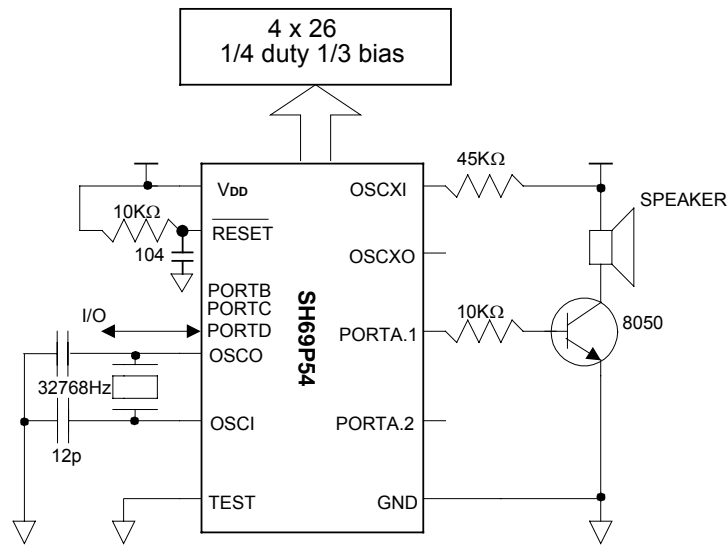 4 x 26
1/4 duty 1/3 bias
45KΩ
VDD
OSCXI
SPEAKER
10KΩ
RESET
104
OSCXO
PORTB
PORTC
I/O
PORTD
SH69P54
PORTA.1
10KΩ
8050
OSCO
32768Hz
OSCI
PORTA.2
12p
TEST
GND